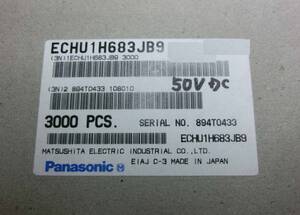 ECHU1H683JB9
(3N)1ECHU1H683JB9 3000
50V DC
(3N)2 894T0433 108010
3000 PCS.
SERIAL NO. 894T0433
ECHU1H683JB9
MATSUSHITA ELECTRIC INDUSTRIAL CO.,LTD.
Panasonic
EIAJ C-3 MADE IN JAPAN